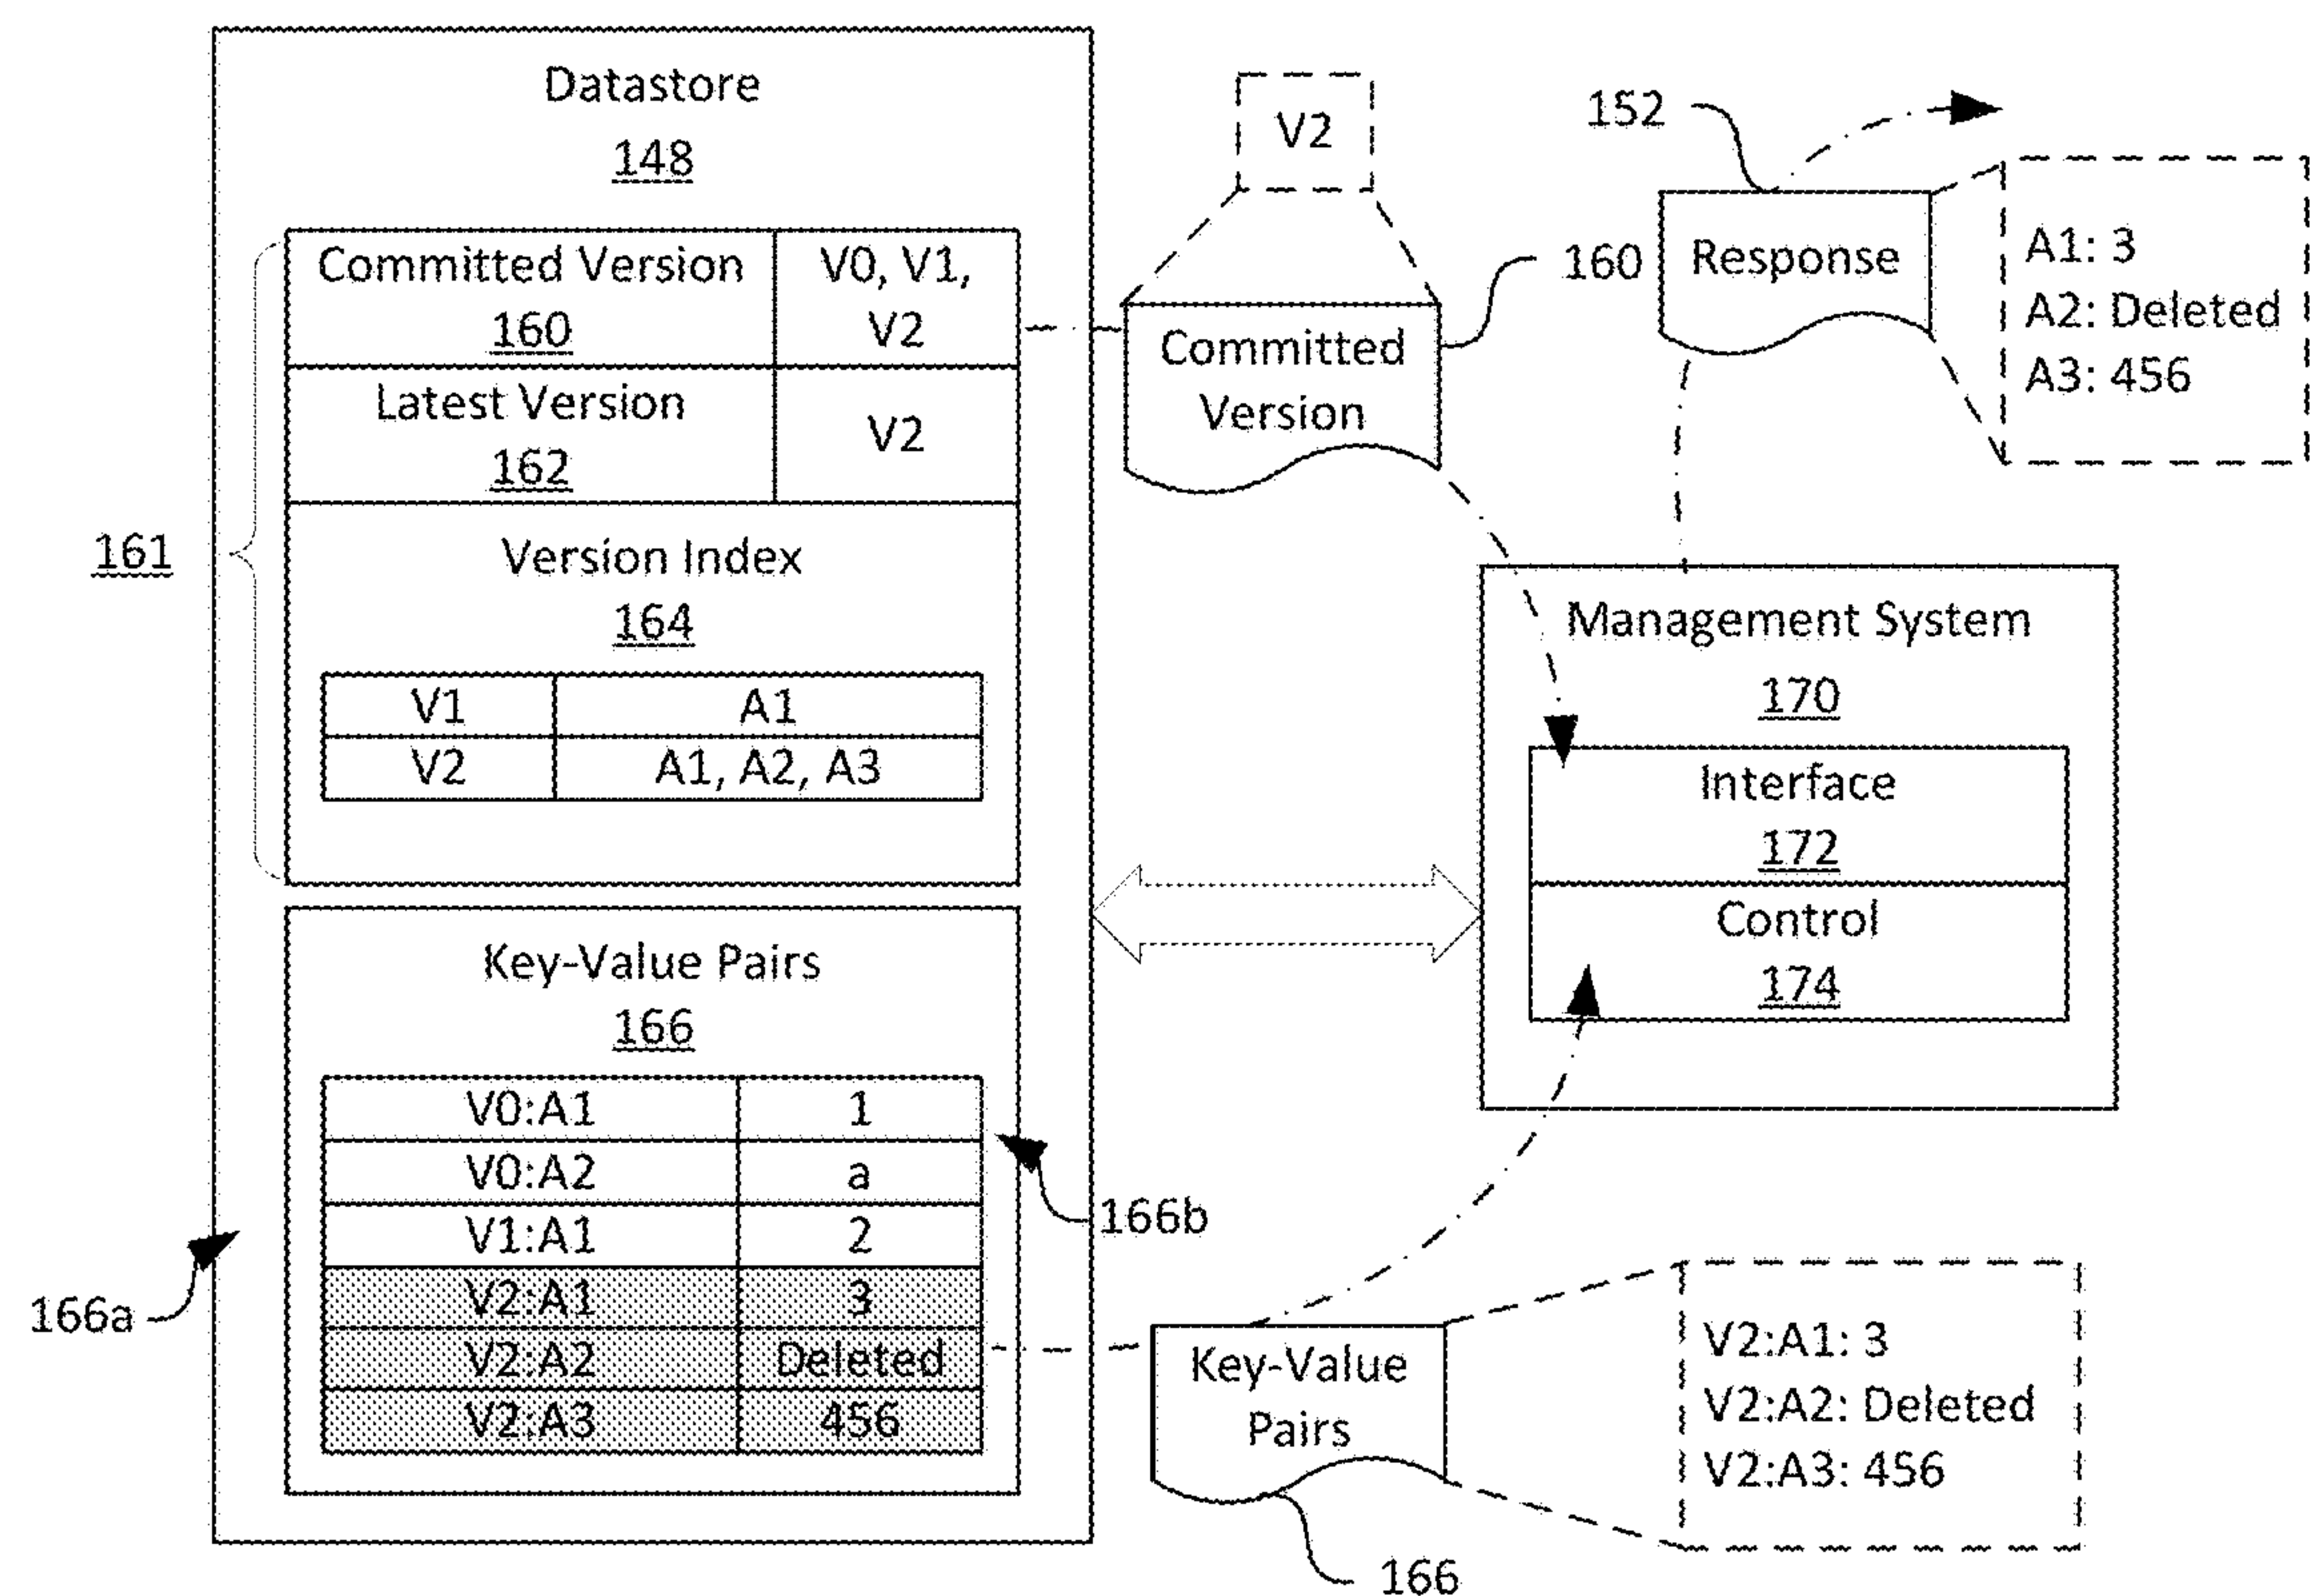 Datastore
148
Committed Version
160
V0, V1,
V2
Latest Version
162
V2
161
Version Index
164
V1 A1
V2 A1, A2, A3
Key-Value Pairs
166
V0:A1 1
V0:A2 a
V1:A1 2
V2:A1 3
V2:A2 Deleted
V2:A3 456
166a
166b
V2
Committed
Version
160
152
Response
A1: 3
A2: Deleted
A3: 456
Management System
170
Interface
172
Control
174
Key-Value
Pairs
166
V2:A1: 3
V2:A2: Deleted
V2:A3: 456